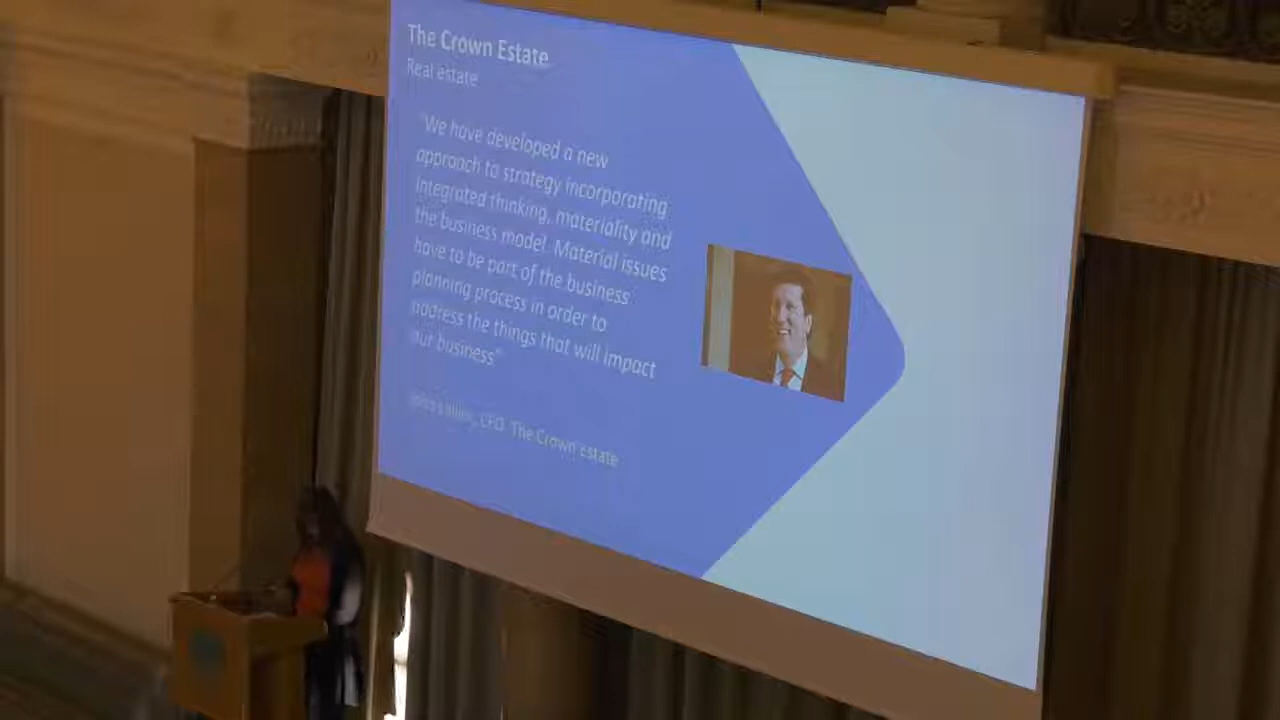 The Crown Estate
Real estate
"We have developed a new
approach to strategy incorporating
integrated thinking, materiality and
the business model. Material issues
have to be part of the business
planning process in order to
address the things that will impact
our business"
CFO The Crown Estate